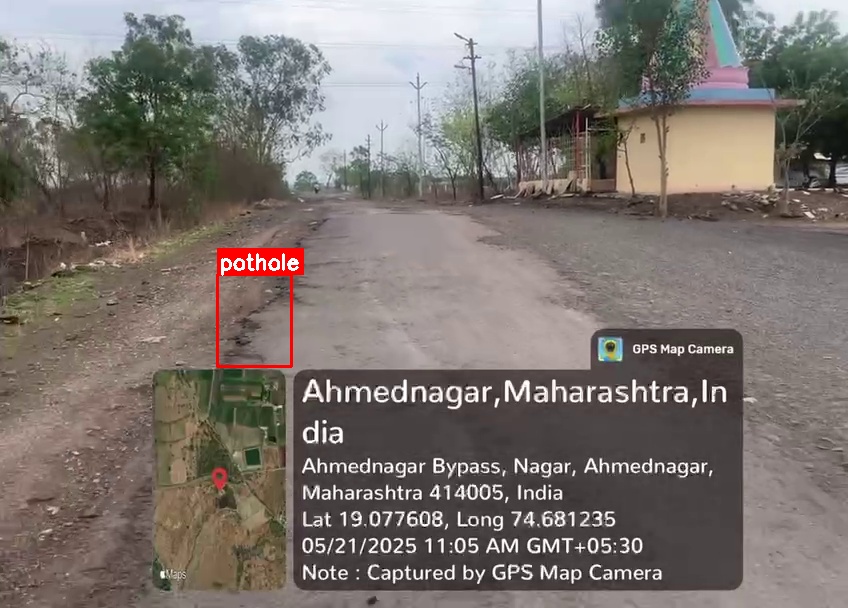 pothole
GPS Map Camera
Ahmednagar,Maharashtra,In
dia
Ahmednagar Bypass, Nagar, Ahmednagar,
Maharashtra 414005, India
Lat 19.077608, Long 74.681235
05/21/2025 11:05 AM GMT+05:30
Note : Captured by GPS Map Camera
Maps